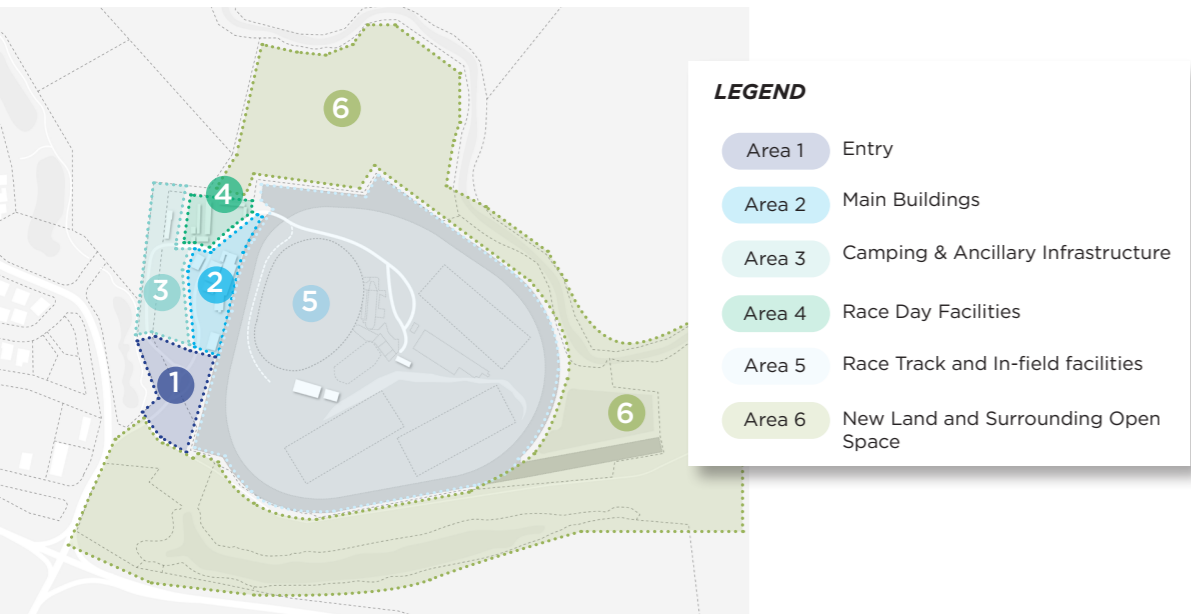 6
4
3
2
5
1
6
LEGEND
Area 1 Entry
Area 2 Main Buildings
Area 3 Camping & Ancillary Infrastructure
Area 4 Race Day Facilities
Area 5 Race Track and In-field facilities
Area 6 New Land and Surrounding Open
Space